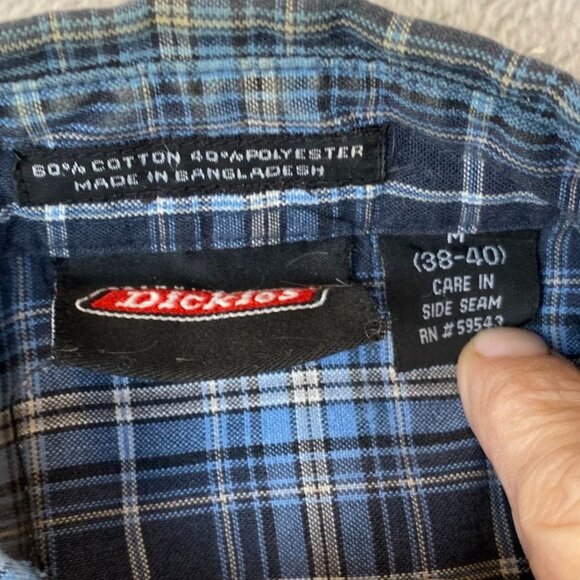 60% COTTON 40% POLYESTER
MADE IN BANGLADESH
Dickies
M
(38-40)
CARE IN
SIDE SEAM
RN #59543